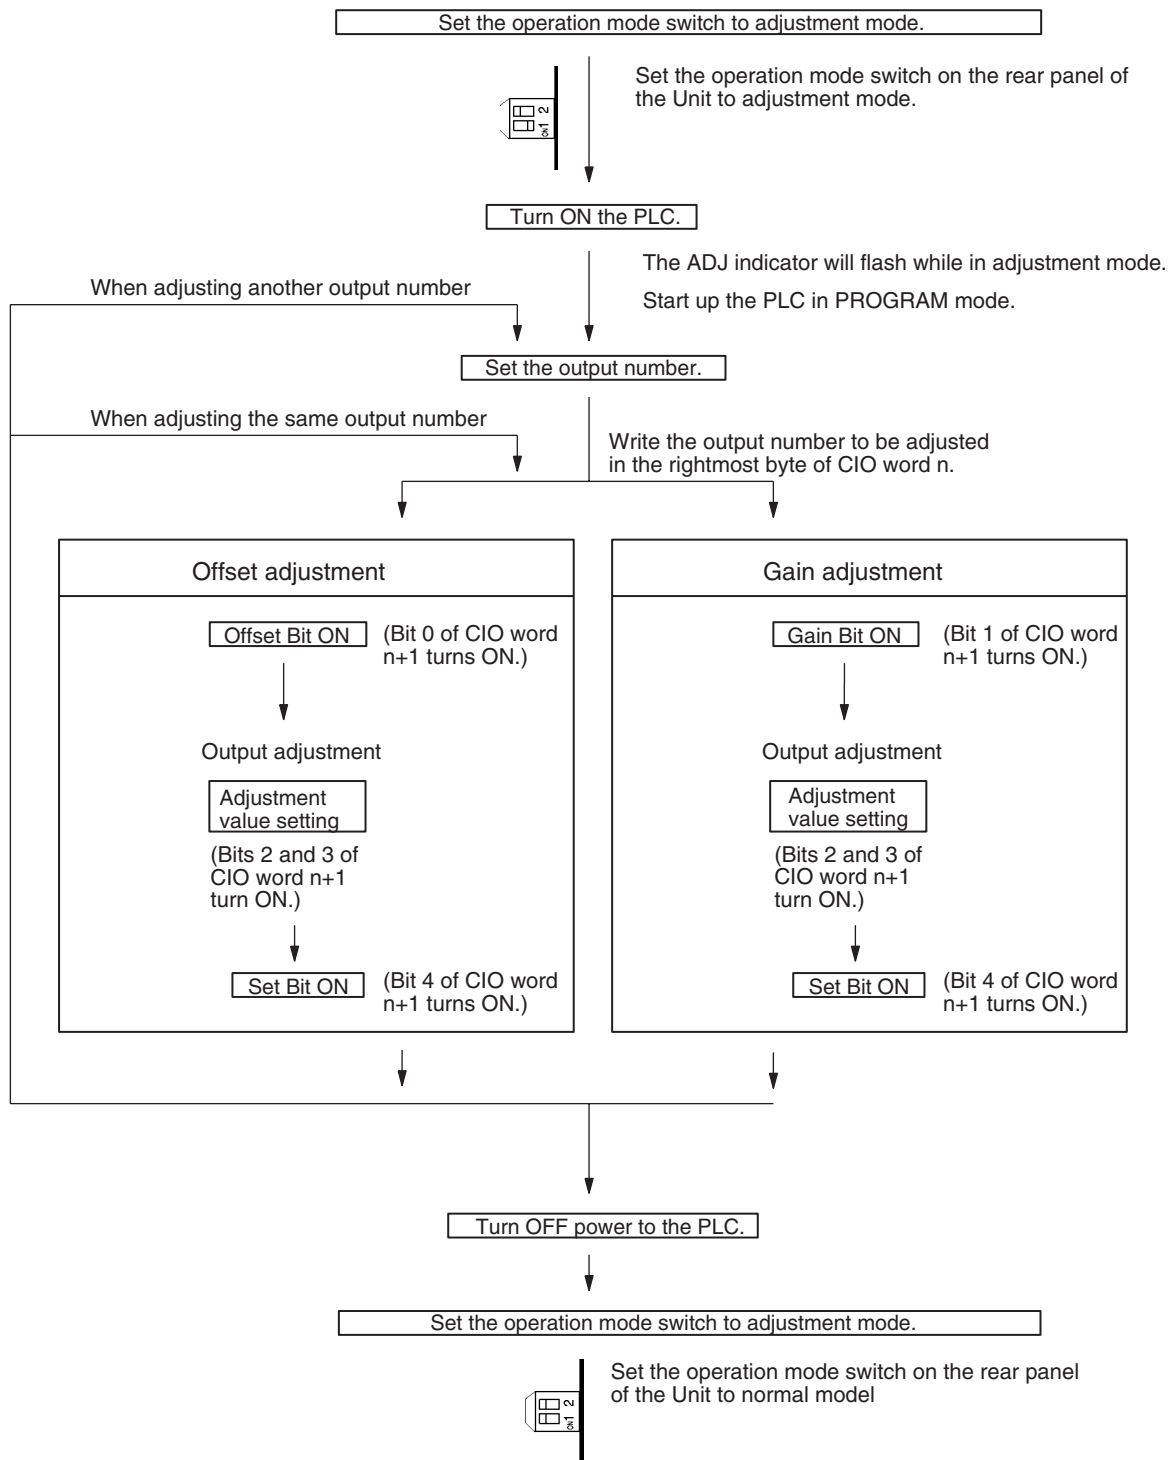 Set the operation mode switch to adjustment mode.
Set the operation mode switch on the rear panel of
the Unit to adjustment mode.
ON 1 2
Turn ON the PLC.
The ADJ indicator will flash while in adjustment mode.
When adjusting another output number
Start up the PLC in PROGRAM mode.
Set the output number.
When adjusting the same output number
Write the output number to be adjusted
in the rightmost byte of CIO word n.
Offset adjustment
Offset Bit ON
(Bit 0 of CIO word
n+1 turns ON.)
Output adjustment
Adjustment
value setting
(Bits 2 and 3 of
CIO word n+1
turn ON.)
Set Bit ON
(Bit 4 of CIO word
n+1 turns ON.)
Gain adjustment
Gain Bit ON
(Bit 1 of CIO word
n+1 turns ON.)
Output adjustment
Adjustment
value setting
(Bits 2 and 3 of
CIO word n+1
turn ON.)
Set Bit ON
(Bit 4 of CIO word
n+1 turns ON.)
Turn OFF power to the PLC.
Set the operation mode switch to adjustment mode.
Set the operation mode switch on the rear panel
of the Unit to normal model
ON 1 2